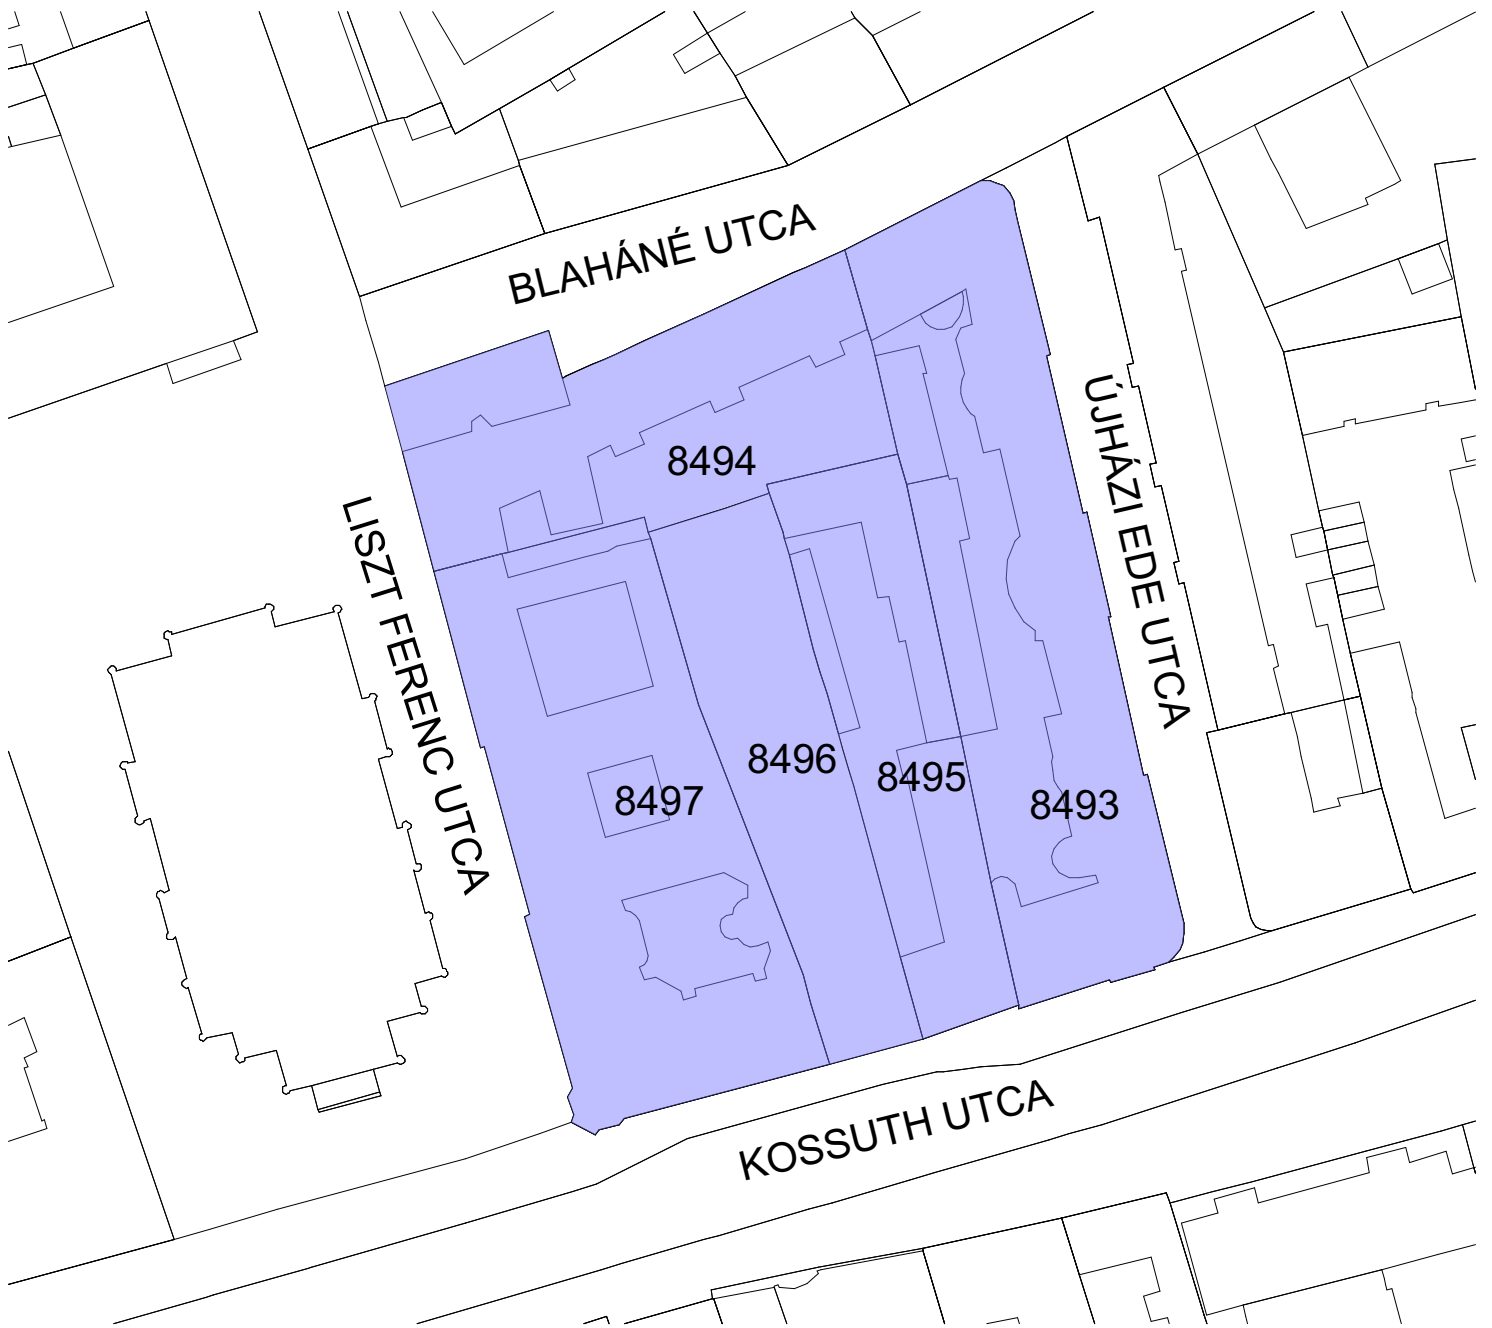 BLAHÁNÉ UTCA
ÚJHÁZI EDE UTCA
8494
LISZT FERENC UTCA
8496
8495
8497
8493
KOSSUTH UTCA